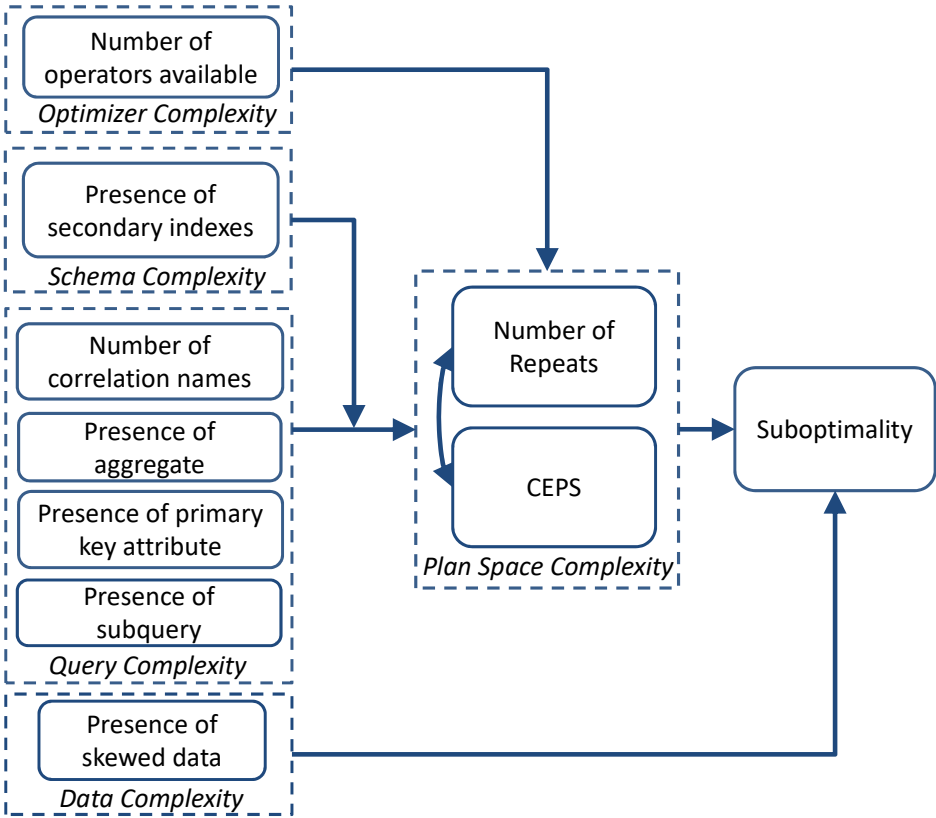 Number of
operators available
Optimizer Complexity
Presence of
secondary indexes
Schema Complexity
Number of
correlation names
Presence of
aggregate
Presence of primary
key attribute
Presence of
subquery
Query Complexity
Presence of
skewed data
Data Complexity
Number of
Repeats
CEPS
Plan Space Complexity
Suboptimality